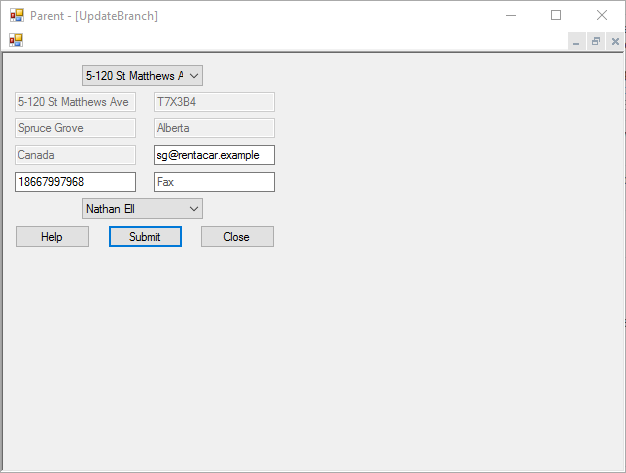 Parent - [UpdateBranch]
5-120 St Matthews A
5-120 St Matthews Ave T7X3B4
Spruce Grove Alberta
Canada sg@rentacar.example
18667997968 Fax
Nathan Ell
Help Submit Close